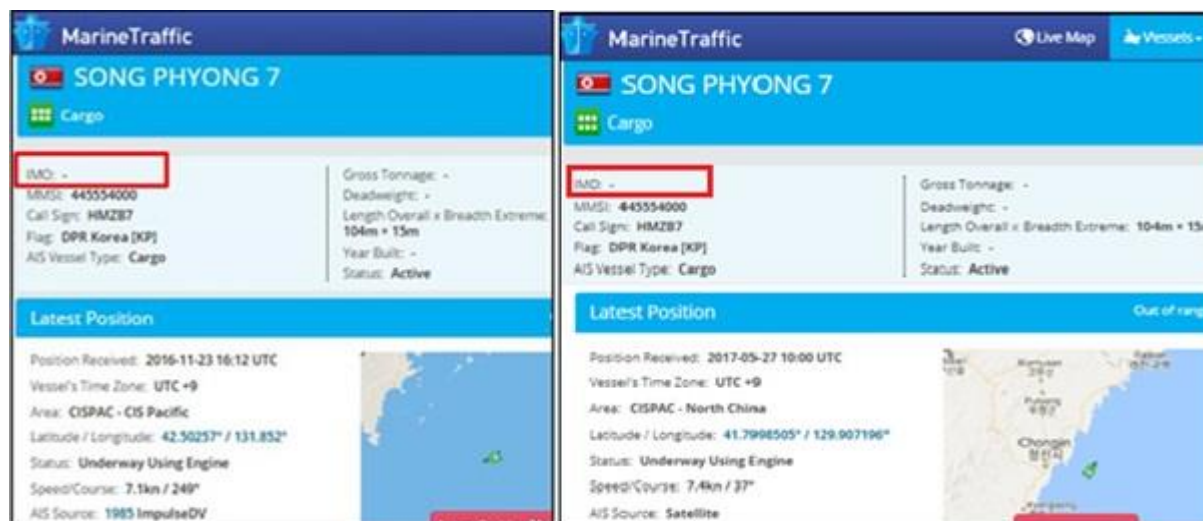 MarineTraffic
SONG PHYONG 7
Cargo
IMO: -
MMSI: 445554000
Call Sign: HMZB7
Flag: DPR Korea [KP]
AIS Vessel Type: Cargo
Gross Tonnage: -
Deadweight: -
Length Overall x Breadth Extreme:
104m × 15m
Year Built: -
Status: Active
Latest Position
Position Received: 2016-11-23 16:12 UTC
Vessel's Time Zone: UTC +9
Area: CISPAC - CIS Pacific
Latitude / Longitude: 42.50257° / 131.852°
Status: Underway Using Engine
Speed/Course: 7.1kn / 249°
AIS Source: 1985 ImpulseDV
MarineTraffic
Live Map
Vessels
SONG PHYONG 7
Cargo
IMO: -
MMSI: 445554000
Call Sign: HMZB7
Flag: DPR Korea [KP]
AIS Vessel Type: Cargo
Gross Tonnage: -
Deadweight: -
Length Overall x Breadth Extreme: 104m × 15
Year Built: -
Status: Active
Latest Position
Out of rang
Position Received: 2017-05-27 10:00 UTC
Vessel's Time Zone: UTC +9
Area: CISPAC - North China
Latitude / Longitude: 41.7998505° / 129.907196°
Status: Underway Using Engine
Speed/Course: 7.4kn / 37°
AIS Source: Satellite
Chongjin
청진시